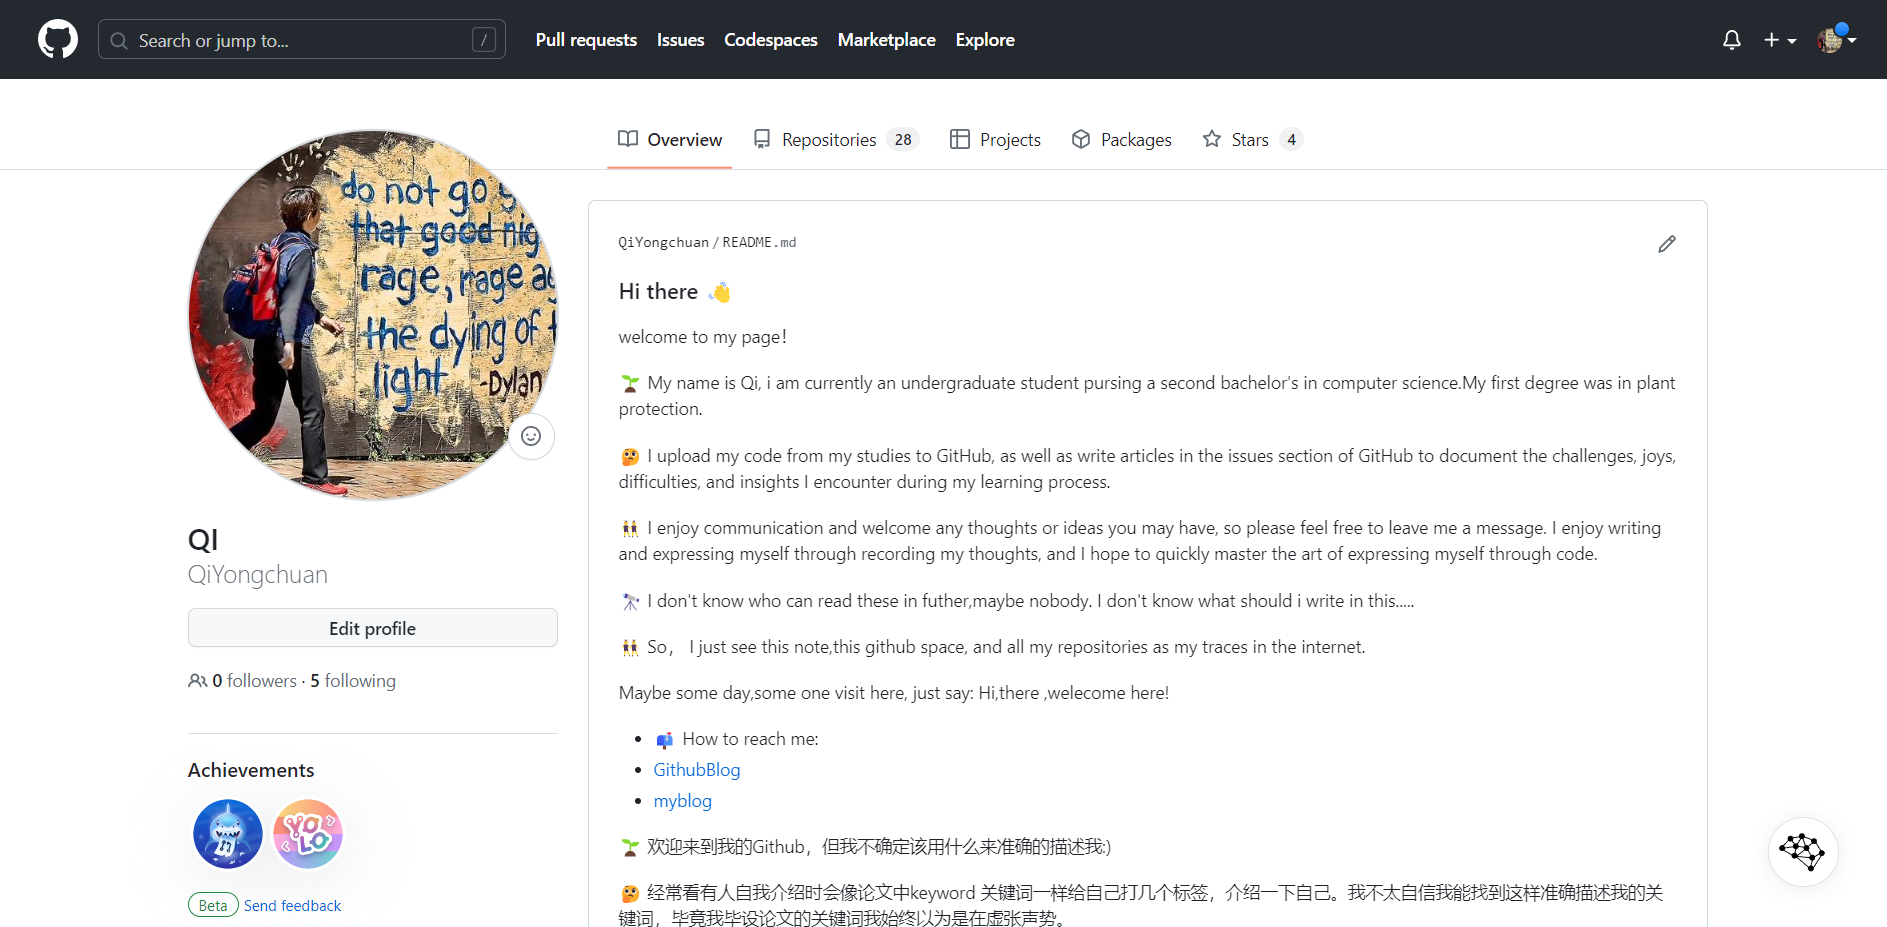 Search or jump to...
/
Pull requests
Issues
Codespaces
Marketplace
Explore
Overview
Repositories 28
Projects
Packages
Stars 4
do not go g
that good nig
rage, rage ag
the dying of t
light -Dylan
QI
QiYongchuan
Edit profile
0 followers · 5 following
Achievements
YOLO
Beta Send feedback
QiYongchuan / README.md
Hi there 👋
welcome to my page!
🌱 My name is Qi, i am currently an undergraduate student pursing a second bachelor's in computer science.My first degree was in plant
protection.
🤔 I upload my code from my studies to GitHub, as well as write articles in the issues section of GitHub to document the challenges, joys,
difficulties, and insights I encounter during my learning process.
👯 I enjoy communication and welcome any thoughts or ideas you may have, so please feel free to leave me a message. I enjoy writing
and expressing myself through recording my thoughts, and I hope to quickly master the art of expressing myself through code.
🔭 I don't know who can read these in futher,maybe nobody. I don't know what should i write in this.....
👯 So， I just see this note,this github space, and all my repositories as my traces in the internet.
Maybe some day,some one visit here, just say: Hi,there ,welecome here!
• 📫 How to reach me:
• GithubBlog
• myblog
🌱 欢迎来到我的Github，但我不确定该用什么来准确的描述我:)
🤔 经常看有人自我介绍时会像论文中keyword 关键词一样给自己打几个标签，介绍一下自己。我不太自信我能找到这样准确描述我的关
键词，毕竟我毕设论文的关键词我始终以为是在虚张声势。